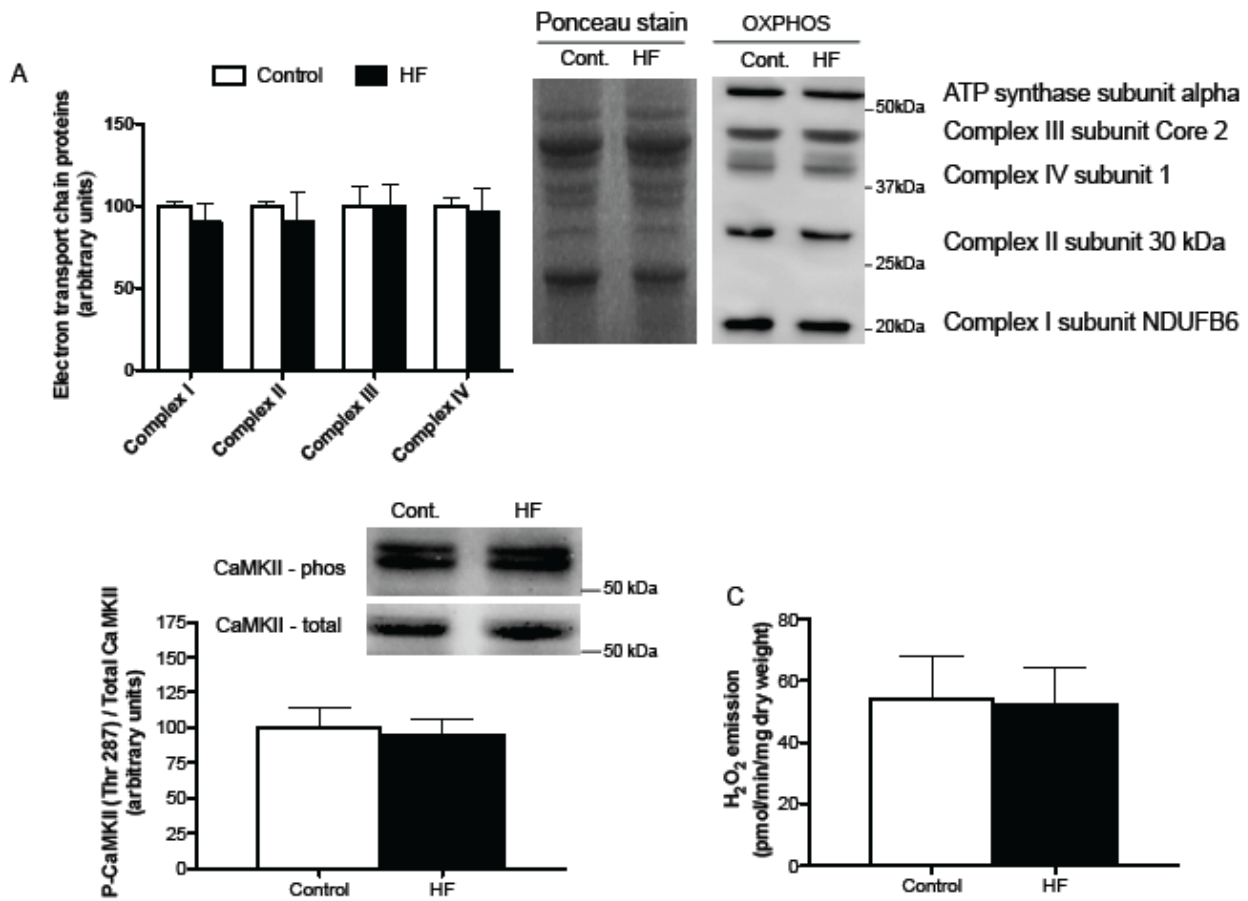 A
Control
HF
Electron transport chain proteins
(arbitrary units)
150
100
50
0
Complex I
Complex II
Complex III
Complex IV
Ponceau stain
Cont.
HF
OXPHOS
Cont.
HF
50kDa
37kDa
25kDa
20kDa
ATP synthase subunit alpha
Complex III subunit Core 2
Complex IV subunit 1
Complex II subunit 30 kDa
Complex I subunit NDUFB6
Cont.
HF
CaMKII - phos
50 kDa
CaMKII - total
50 kDa
P-CaMKII (Thr 287) / Total CaMKII
(arbitrary units)
175
150
125
100
75
50
25
0
Control
HF
C
H₂O₂ emission
(pmol/min/mg dry weight)
80
60
40
20
0
Control
HF